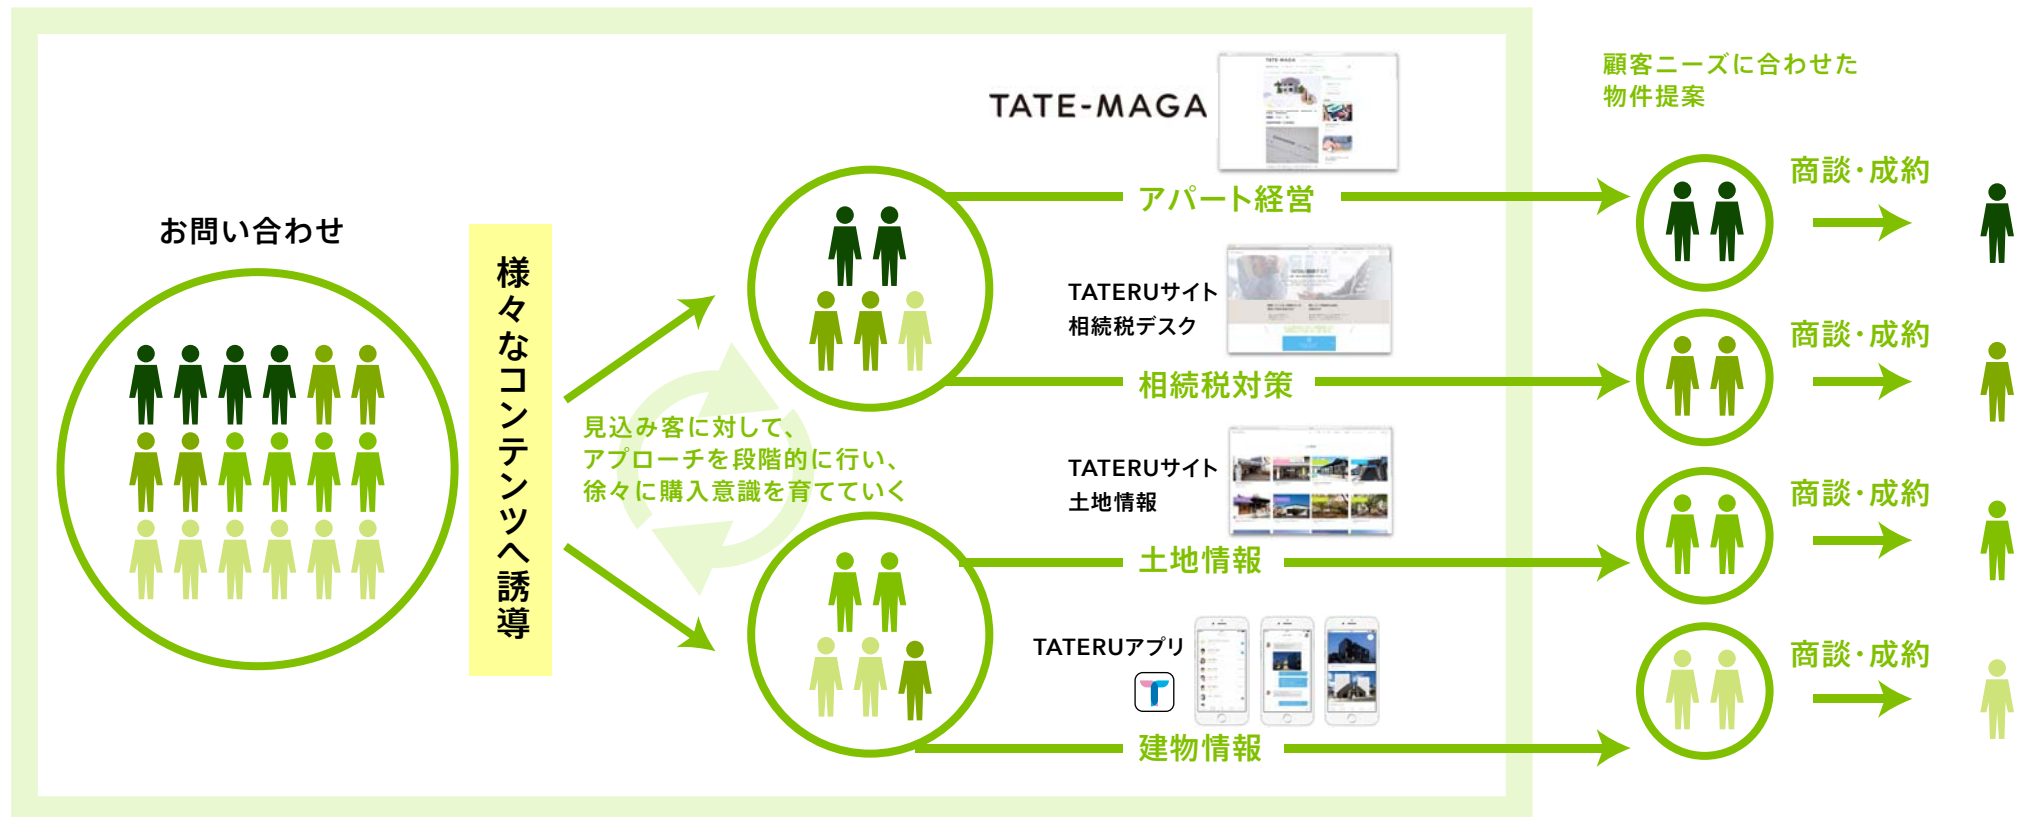 お問い合わせ
様々なコンテンツへ誘導
見込み客に対して、
アプローチを段階的に行い、
徐々に購入意識を育てていく
TATE-MAGA
アパート経営
TATERUサイト
相続税デスク
相続税対策
TATERUサイト
土地情報
土地情報
TATERUアプリ
建物情報
顧客ニーズに合わせた
物件提案
商談・成約
商談・成約
商談・成約
商談・成約